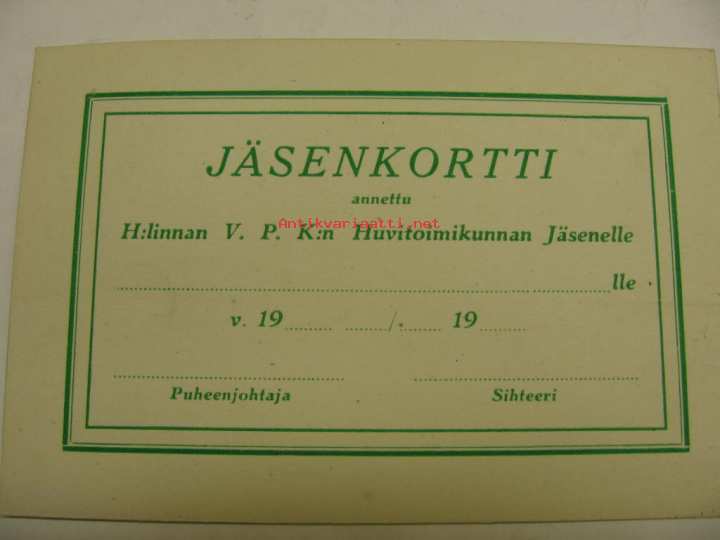 JÄSENKORTTI
annettu
Antikvariaatti.net
H:linnan V. P. K:n Huvitoimikunnan Jäsenelle
lle
v. 19 / 19
Puheenjohtaja Sihteeri